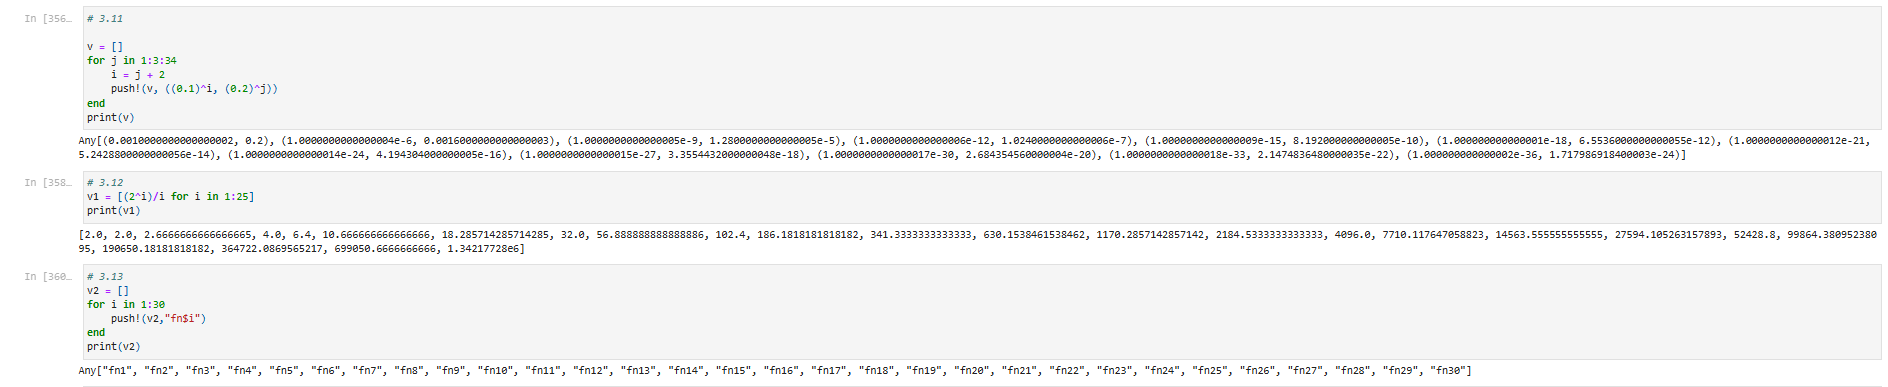 In [356…
# 3.11
v = []
for j in 1:3:34
    i = j + 2
    push!(v, ((0.1)^i, (0.2)^j))
end
print(v)
Any[(0.0010000000000000002, 0.2), (1.0000000000000004e-6, 0.0016000000000000003), (1.0000000000000005e-9, 1.2800000000000005e-5), (1.0000000000000006e-12, 1.0240000000000006e-7), (1.0000000000000009e-15, 8.192000000000005e-10), (1.000000000000001e-18, 6.5536000000000055e-12), (1.0000000000000012e-21,
5.2428800000000056e-14), (1.0000000000000014e-24, 4.194304000000005e-16), (1.0000000000000015e-27, 3.3554432000000048e-18), (1.0000000000000017e-30, 2.684354560000004e-20), (1.0000000000000018e-33, 2.1474836480000035e-22), (1.000000000000002e-36, 1.717986918400003e-24)]
In [358…
# 3.12
v1 = [(2^i)/i for i in 1:25]
print(v1)
[2.0, 2.0, 2.6666666666666665, 4.0, 6.4, 10.666666666666666, 18.285714285714285, 32.0, 56.888888888888886, 102.4, 186.1818181818182, 341.3333333333333, 630.1538461538462, 1170.2857142857142, 2184.5333333333333, 4096.0, 7710.117647058823, 14563.555555555555, 27594.105263157893, 52428.8, 99864.380952380
95, 190650.18181818182, 364722.0869565217, 699050.6666666666, 1.34217728e6]
In [360…
# 3.13
v2 = []
for i in 1:30
    push!(v2,"fn$i")
end
print(v2)
Any["fn1", "fn2", "fn3", "fn4", "fn5", "fn6", "fn7", "fn8", "fn9", "fn10", "fn11", "fn12", "fn13", "fn14", "fn15", "fn16", "fn17", "fn18", "fn19", "fn20", "fn21", "fn22", "fn23", "fn24", "fn25", "fn26", "fn27", "fn28", "fn29", "fn30"]